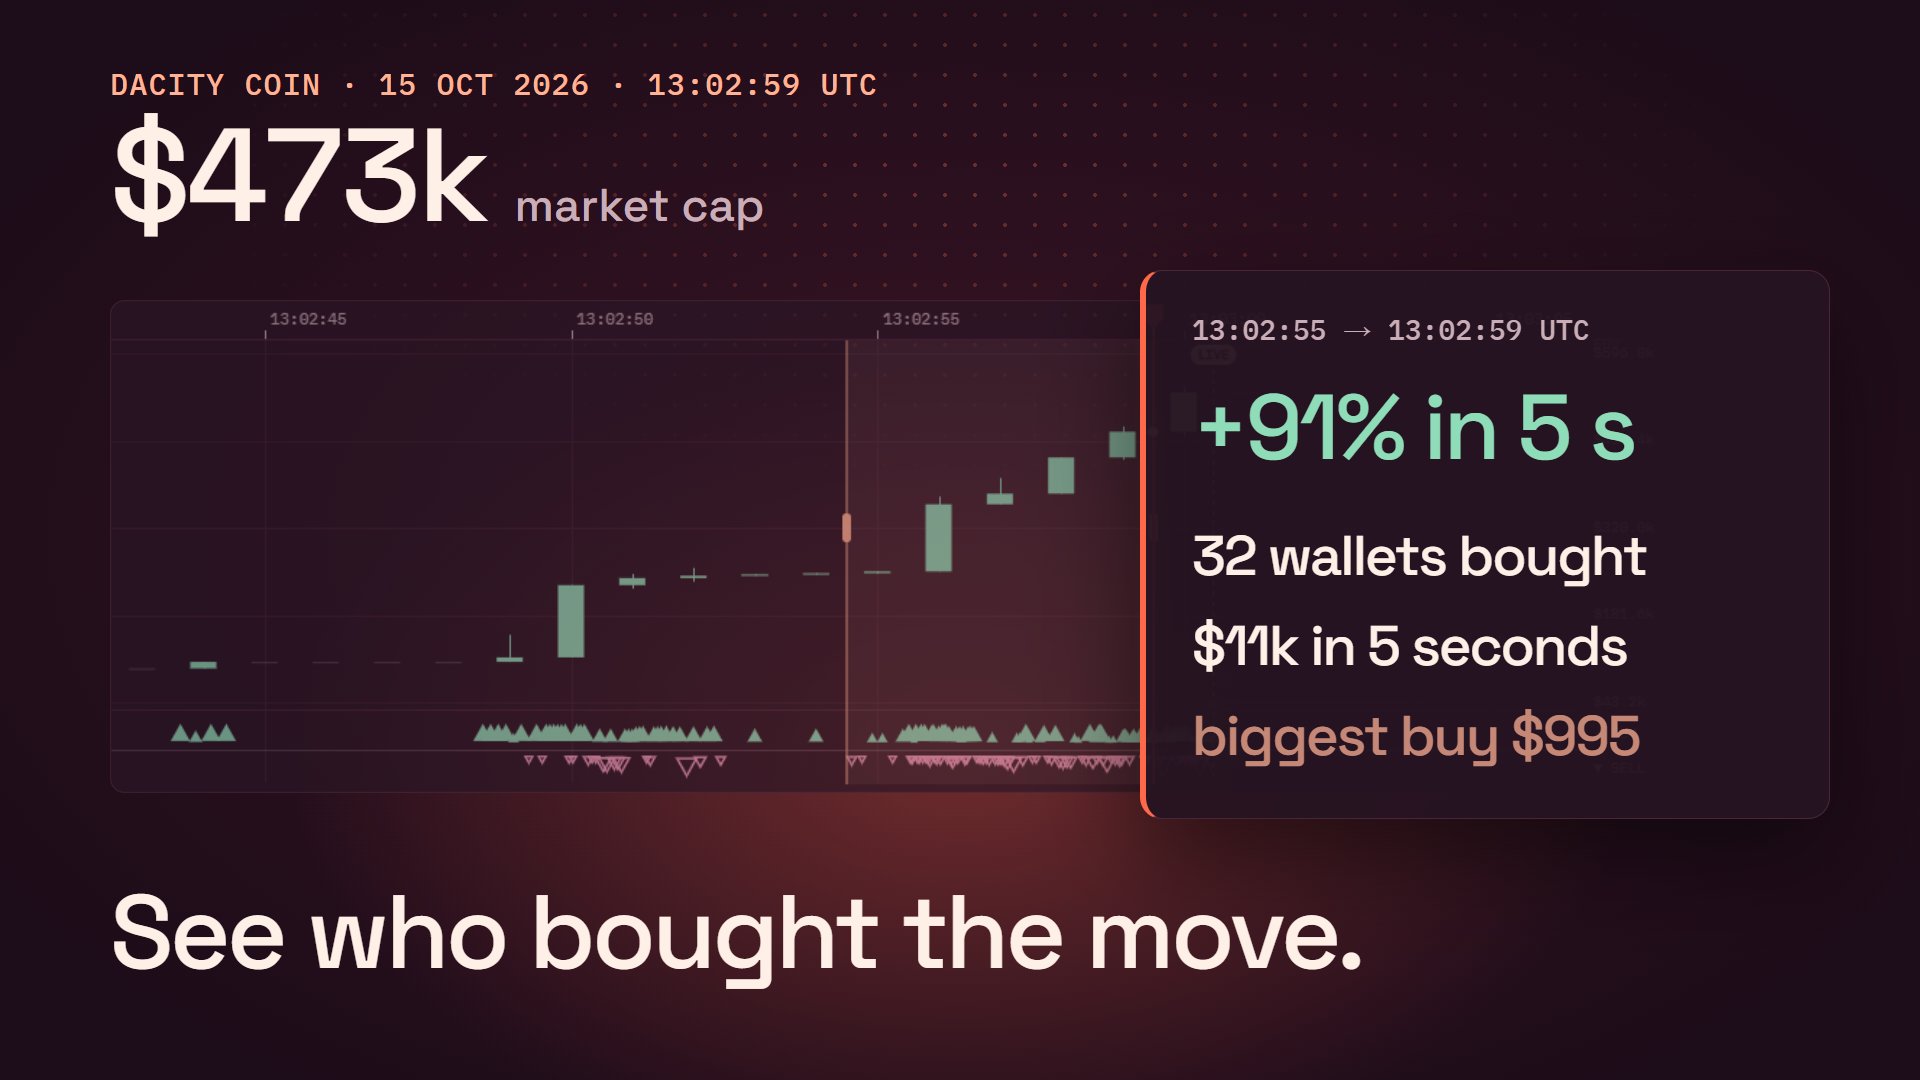 DACITY COIN · 15 OCT 2026 · 13:02:59 UTC
$473k market cap
13:02:45
13:02:50
13:02:55
13:02:55 → 13:02:59 UTC
LIVE
+91% in 5 s
32 wallets bought
$11k in 5 seconds
biggest buy $995
SELL
See who bought the move.